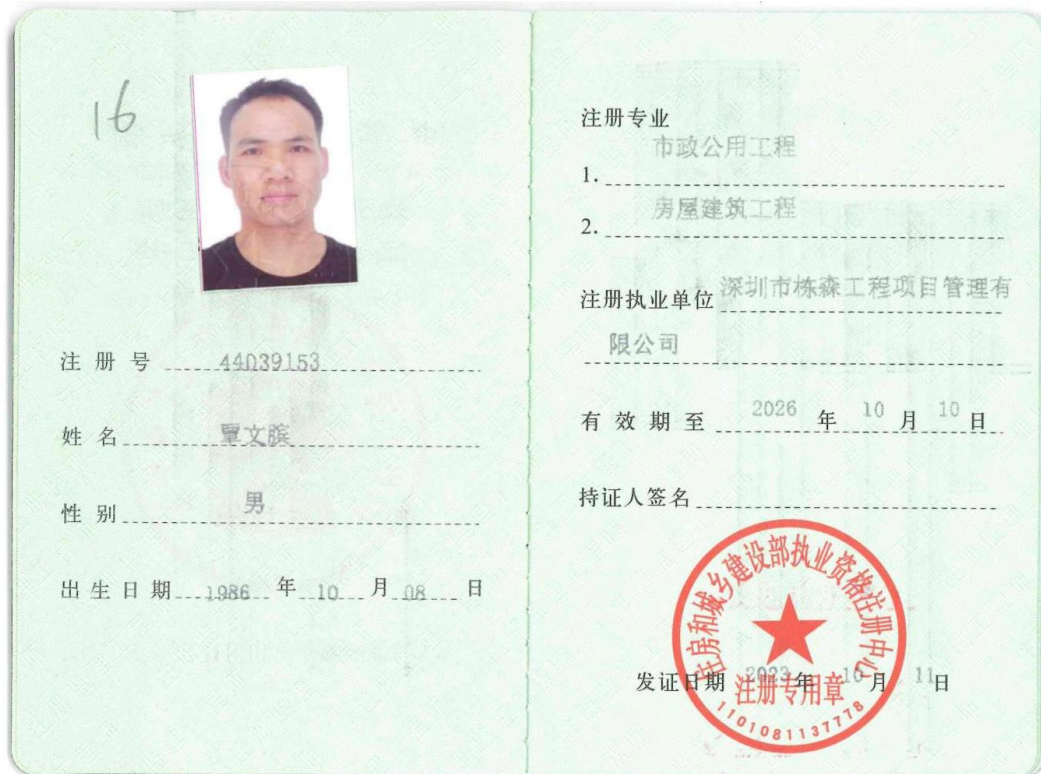 16
注册号 44039153
姓名 覃文膑
性别 男
出生日期 1986 年 10 月 08 日
注册专业
市政公用工程
1.
房屋建筑工程
2.
注册执业单位 深圳市栋森工程项目管理有
限公司
有效期至 2026 年 10 月 10 日
持证人签名
住房和城乡建设部执业资格注册中心
发证日期 2023 年 10 月 11 日
注册专用章
1101081137778